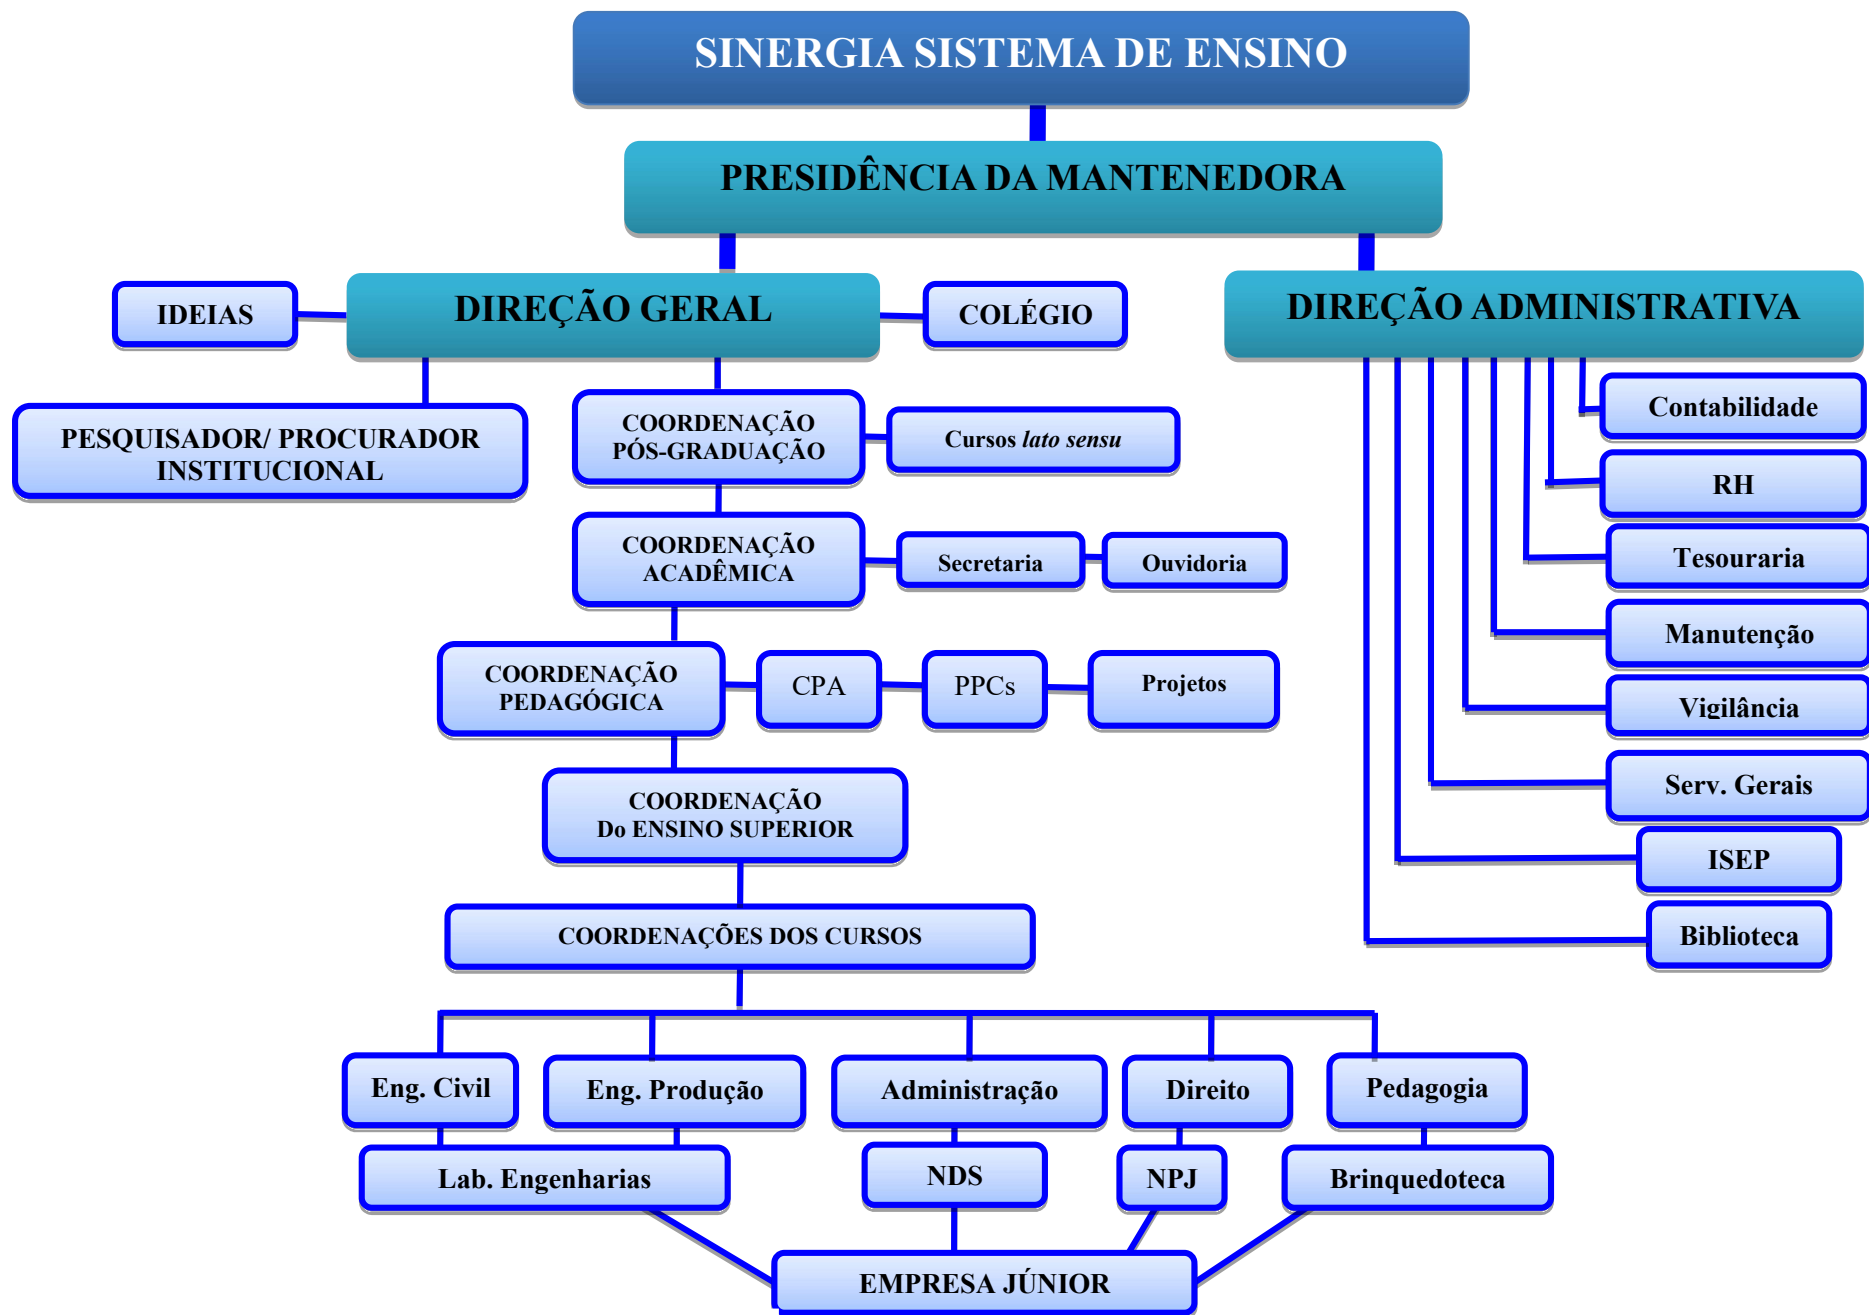 SINERGIA SISTEMA DE ENSINO
PRESIDÊNCIA DA MANTENEDORA
IDEIAS
DIREÇÃO GERAL
COLÉGIO
DIREÇÃO ADMINISTRATIVA
PESQUISADOR/ PROCURADOR
INSTITUCIONAL
COORDENAÇÃO
PÓS-GRADUAÇÃO
Cursos lato sensu
COORDENAÇÃO
ACADÊMICA
Secretaria
Ouvidoria
COORDENAÇÃO
PEDAGÓGICA
CPA
PPCs
Projetos
COORDENAÇÃO
Do ENSINO SUPERIOR
COORDENAÇÕES DOS CURSOS
Contabilidade
RH
Tesouraria
Manutenção
Vigilância
Serv. Gerais
ISEP
Biblioteca
Eng. Civil
Eng. Produção
Administração
Direito
Pedagogia
Lab. Engenharias
NDS
NPJ
Brinquedoteca
EMPRESA JÚNIOR